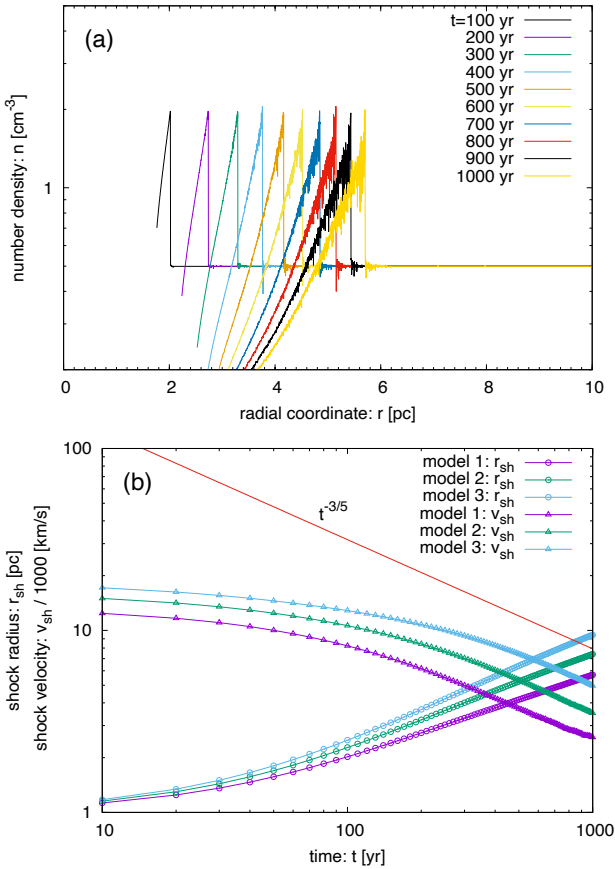 (a)
t=100 yr
200 yr
300 yr
400 yr
500 yr
600 yr
700 yr
800 yr
900 yr
1000 yr
number density: n [cm-3]
1
0 2 4 6 8 10
radial coordinate: r [pc]
(b)
model 1: rsh
model 2: rsh
model 3: rsh
model 1: vsh
model 2: vsh
model 3: vsh
t-3/5
shock radius: rsh [pc]
shock velocity: vsh / 1000 [km/s]
100
10
1
10 100 1000
time: t [yr]